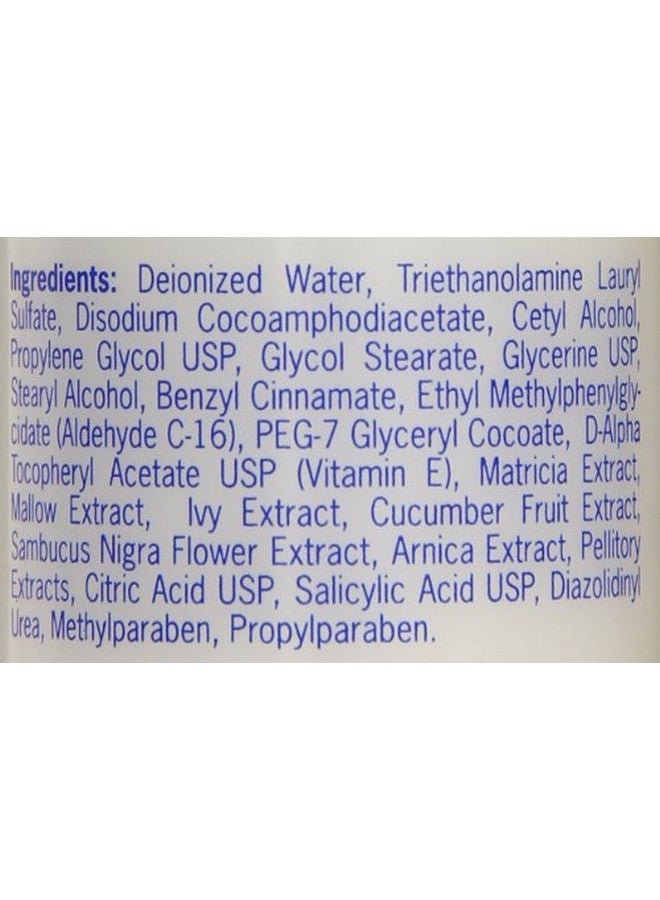 Ingredients: Deionized Water, Triethanolamine Lauryl
Sulfate, Disodium Cocoamphodiacetate, Cetyl Alcohol,
Propylene Glycol USP, Glycol Stearate, Glycerine USP,
Stearyl Alcohol, Benzyl Cinnamate, Ethyl Methylphenylgly-
cidate (Aldehyde C-16), PEG-7 Glyceryl Cocoate, D-Alpha
Tocopheryl Acetate USP (Vitamin E), Matricia Extract,
Mallow Extract, Ivy Extract, Cucumber Fruit Extract,
Sambucus Nigra Flower Extract, Arnica Extract, Pellitory
Extracts, Citric Acid USP, Salicylic Acid USP, Diazolidinyl
Urea, Methylparaben, Propylparaben.